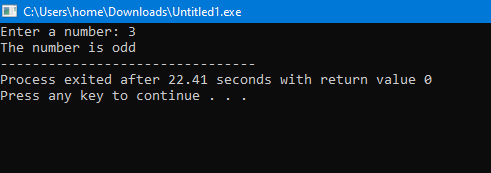 C:\Users\home\Downloads\Untitled1.exe
Enter a number: 3
The number is odd
--------------------------------
Process exited after 22.41 seconds with return value 0
Press any key to continue . . .